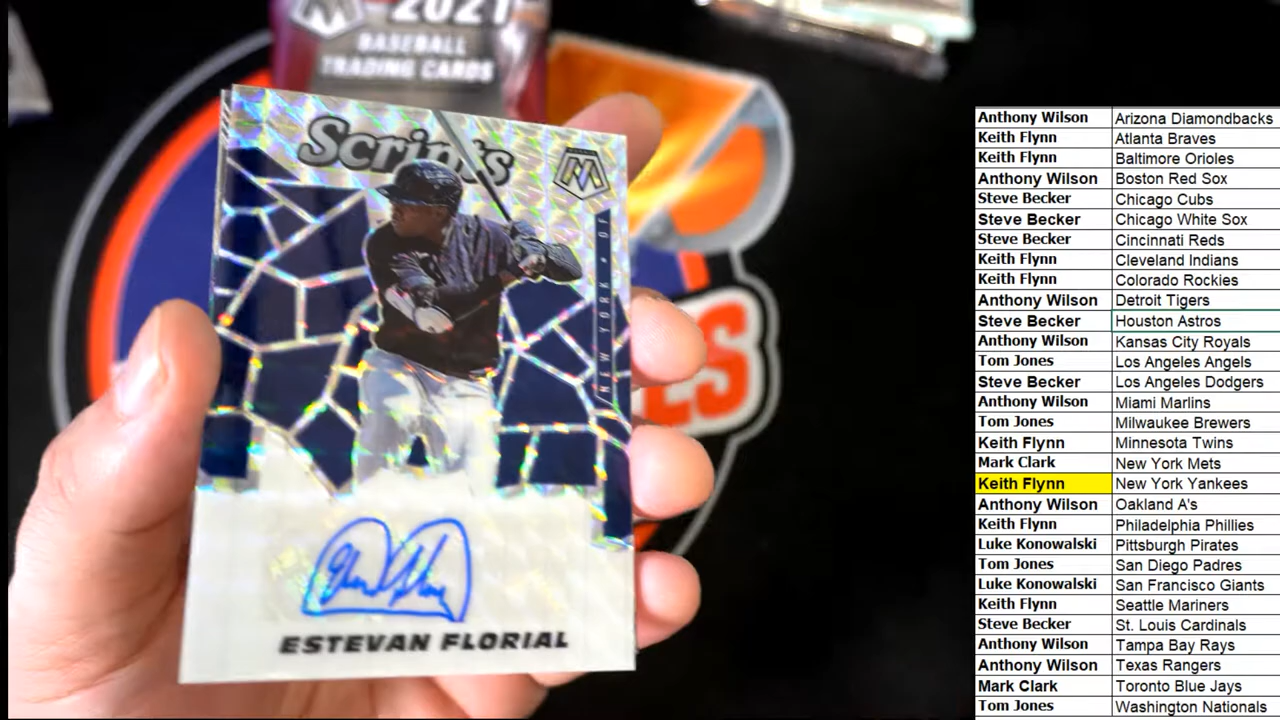 2021
BASEBALL
TRADING CARDS
Scripts
NEW YORK
ESTEVAN FLORIAL
Anthony Wilson Arizona Diamondbacks
Keith Flynn Atlanta Braves
Keith Flynn Baltimore Orioles
Anthony Wilson Boston Red Sox
Steve Becker Chicago Cubs
Steve Becker Chicago White Sox
Steve Becker Cincinnati Reds
Keith Flynn Cleveland Indians
Keith Flynn Colorado Rockies
Anthony Wilson Detroit Tigers
Steve Becker Houston Astros
Anthony Wilson Kansas City Royals
Tom Jones Los Angeles Angels
Steve Becker Los Angeles Dodgers
Anthony Wilson Miami Marlins
Tom Jones Milwaukee Brewers
Keith Flynn Minnesota Twins
Mark Clark New York Mets
Keith Flynn New York Yankees
Anthony Wilson Oakland A's
Keith Flynn Philadelphia Phillies
Luke Konowalski Pittsburgh Pirates
Tom Jones San Diego Padres
Luke Konowalski San Francisco Giants
Keith Flynn Seattle Mariners
Steve Becker St. Louis Cardinals
Anthony Wilson Tampa Bay Rays
Anthony Wilson Texas Rangers
Mark Clark Toronto Blue Jays
Tom Jones Washington Nationals